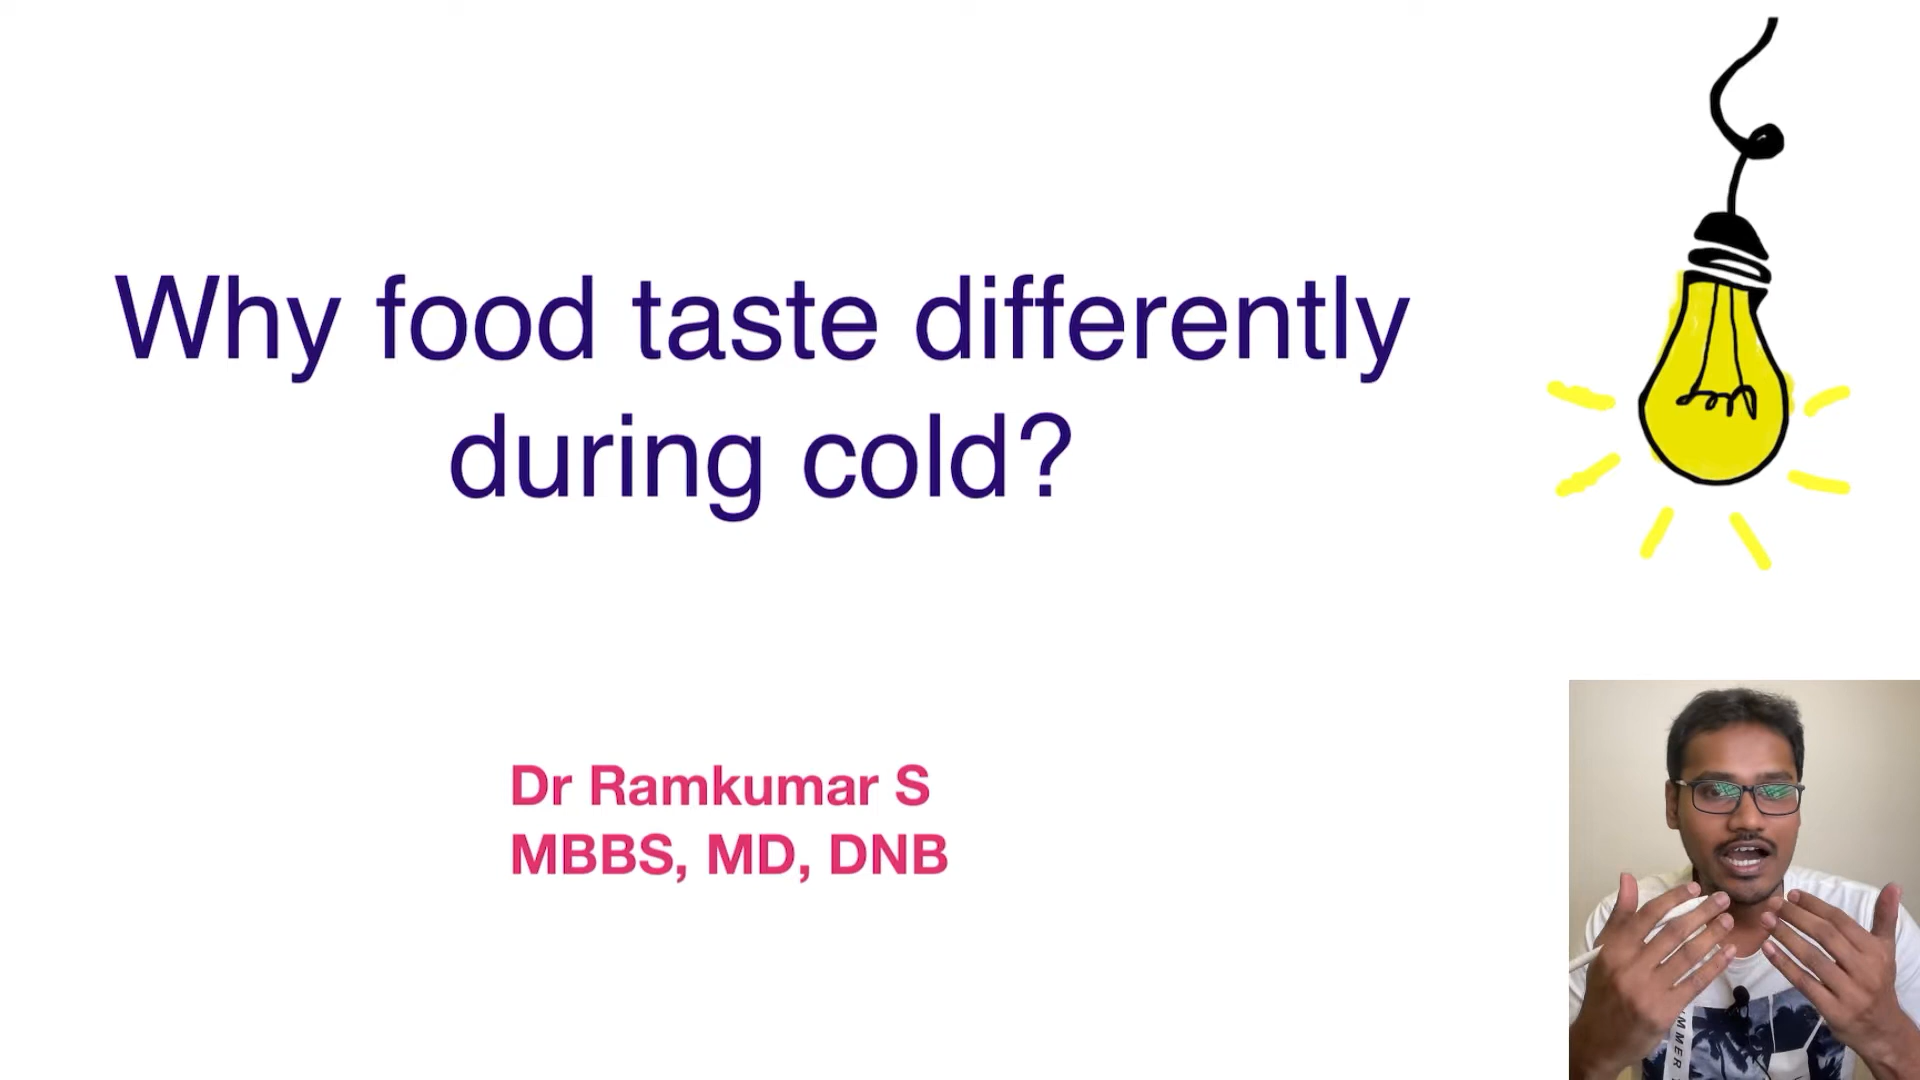 Why food taste differently
during cold?
Dr Ramkumar S
MBBS, MD, DNB